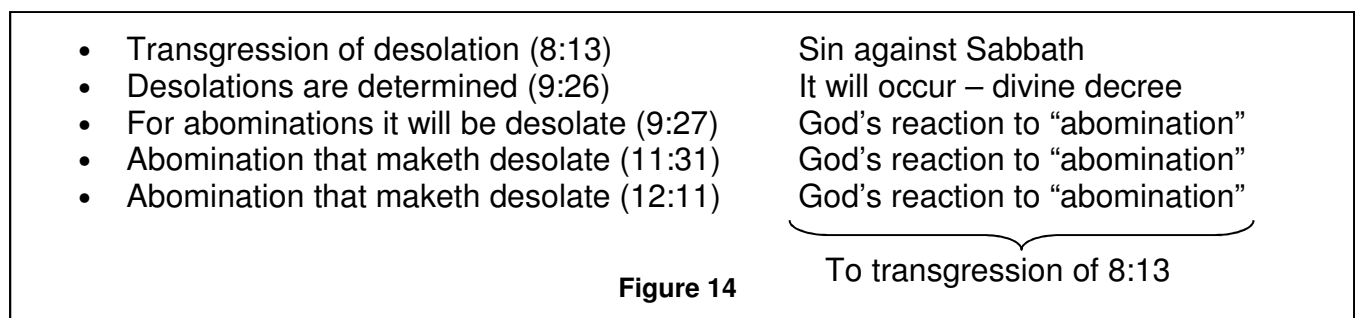 • Transgression of desolation (8:13) Sin against Sabbath
• Desolations are determined (9:26) It will occur – divine decree
• For abominations it will be desolate (9:27) God's reaction to “abomination”
• Abomination that maketh desolate (11:31) God's reaction to “abomination”
• Abomination that maketh desolate (12:11) God's reaction to “abomination”
To transgression of 8:13
Figure 14